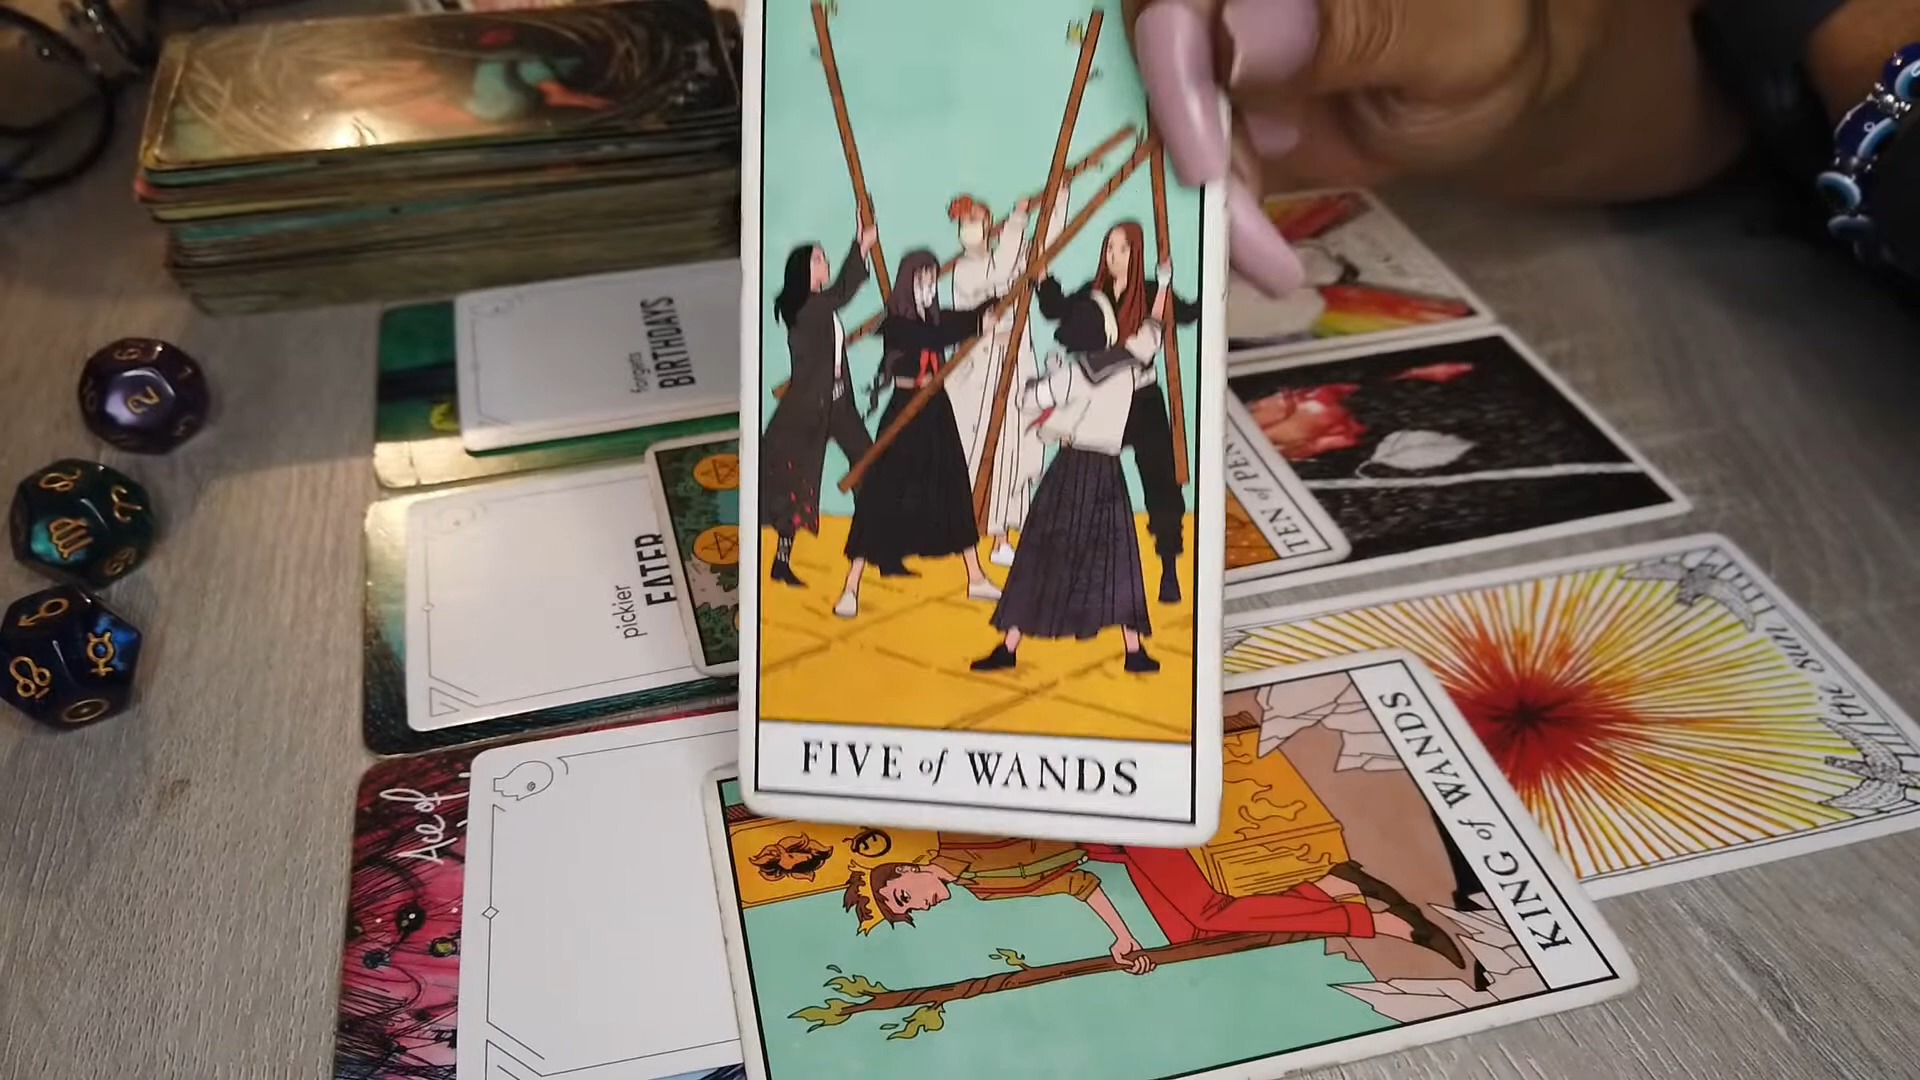 forgets
BIRTHDAYS
pickier
EATER
Ace of
FIVE of WANDS
TEN of PEN
the sun
KING of WANDS